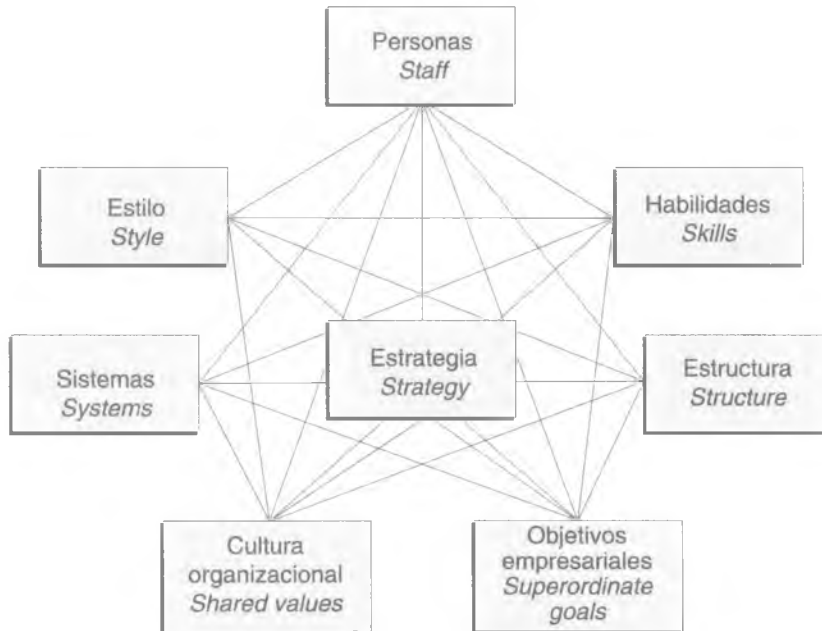 Personas
Staff
Estilo
Style
Habilidades
Skills
Sistemas
Systems
Estrategia
Strategy
Estructura
Structure
Cultura
organizacional
Shared values
Objetivos
empresariales
Superordinate
goals